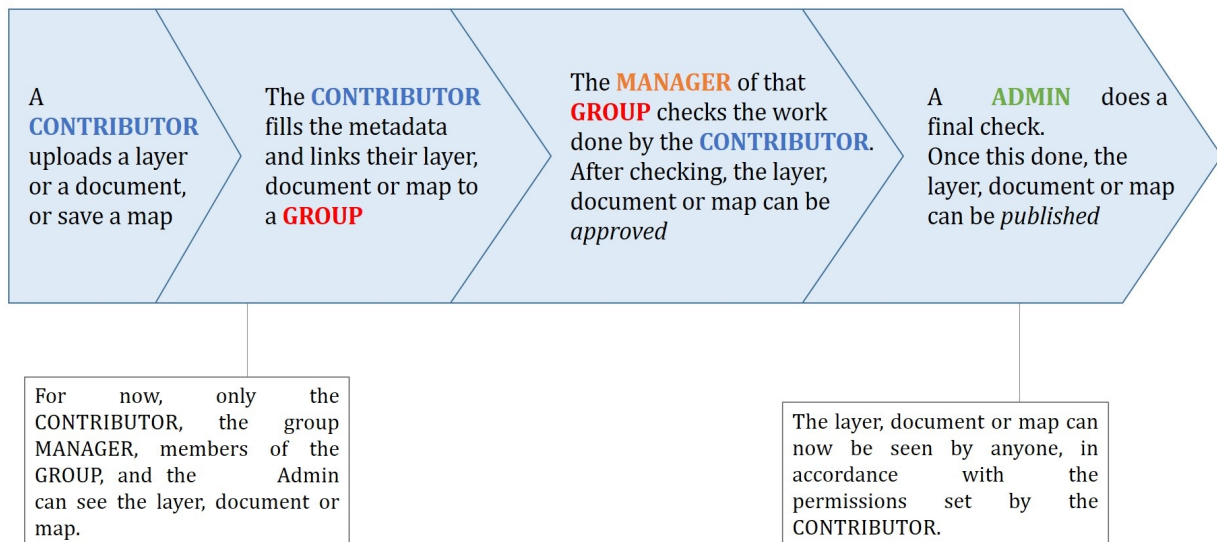 A
CONTRIBUTOR
uploads a layer
or a document,
or save a map
The CONTRIBUTOR
fills the metadata
and links their layer,
document or map to
a GROUP
The MANAGER of that
GROUP checks the work
done by the CONTRIBUTOR.
After checking, the layer,
document or map can be
approved
A ADMIN does a
final check.
Once this done, the
layer, document or map
can be published
For now, only the
CONTRIBUTOR, the group
MANAGER, members of the
GROUP, and the Admin
can see the layer, document or
map.
The layer, document or map can
now be seen by anyone, in
accordance with the
permissions set by the
CONTRIBUTOR.